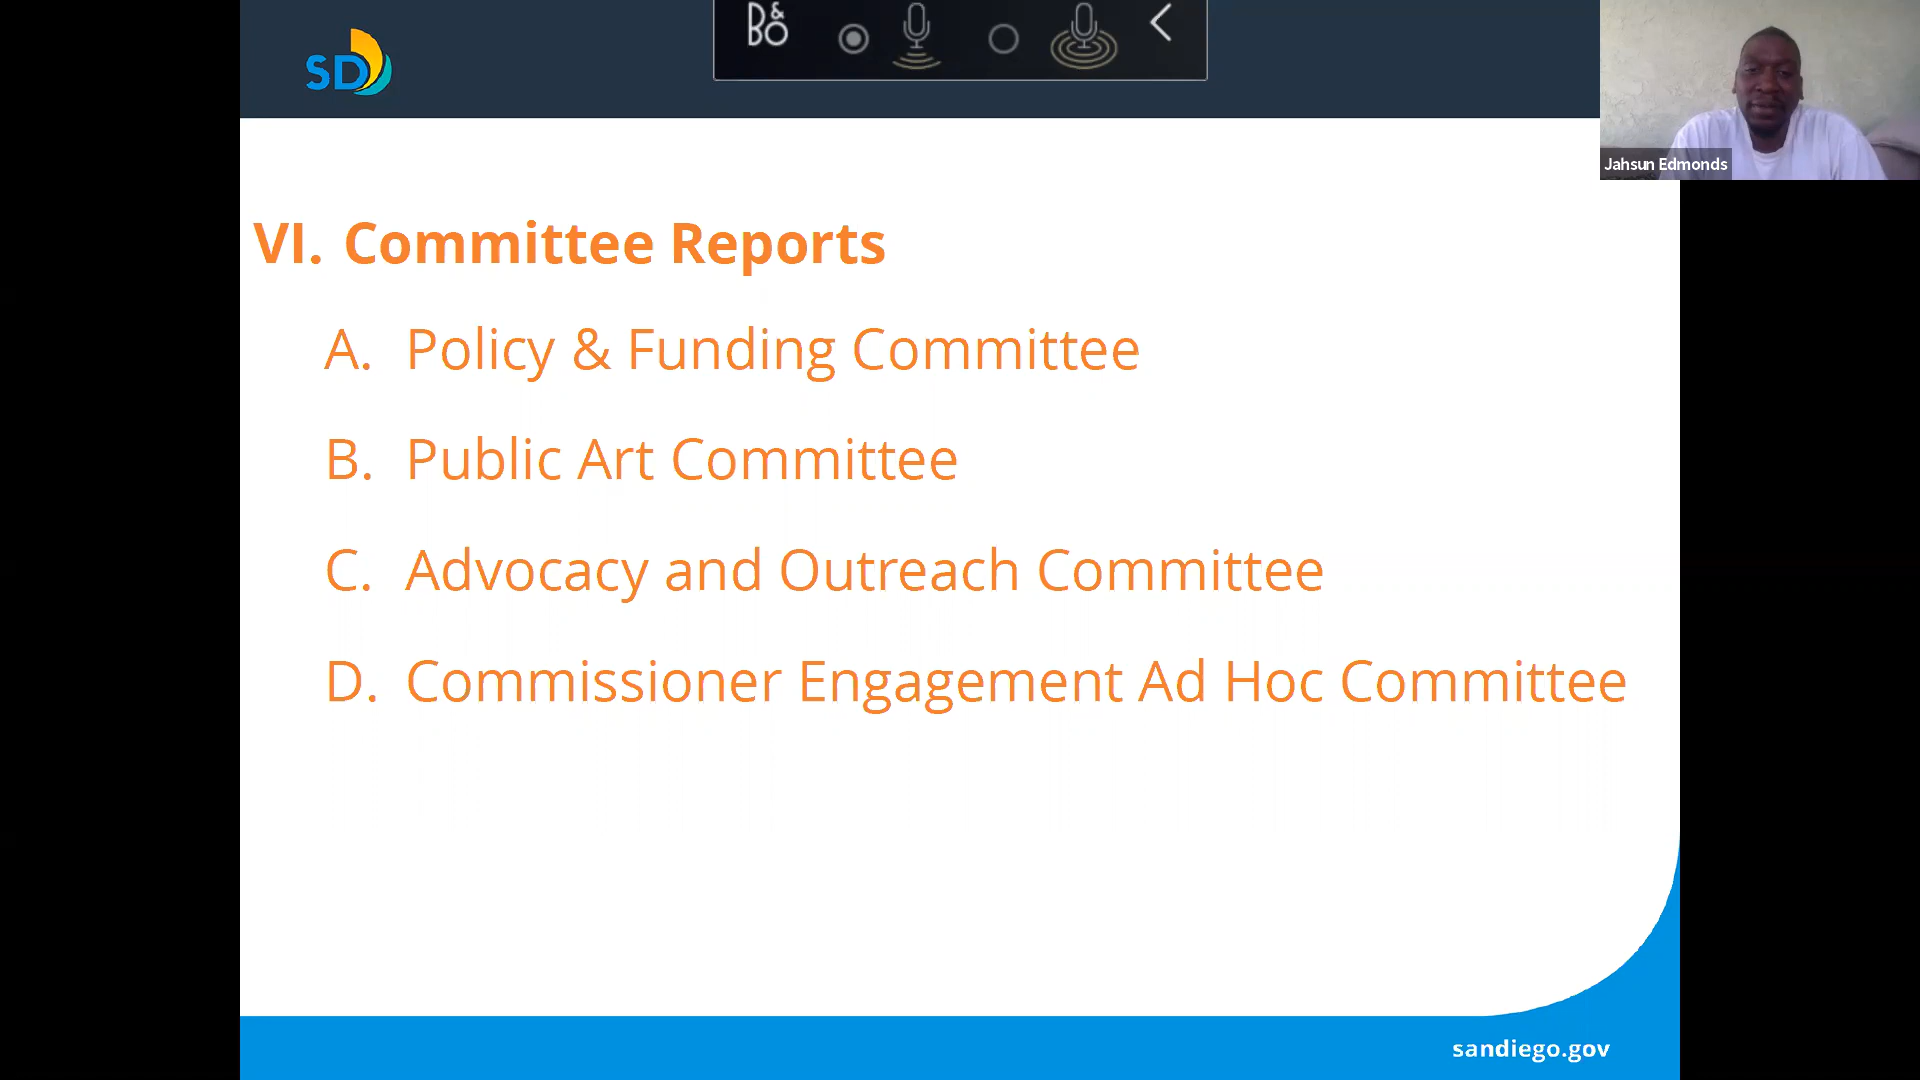 SD
B&O
Jahsun Edmonds
VI. Committee Reports
A. Policy & Funding Committee
B. Public Art Committee
C. Advocacy and Outreach Committee
D. Commissioner Engagement Ad Hoc Committee
sandiego.gov